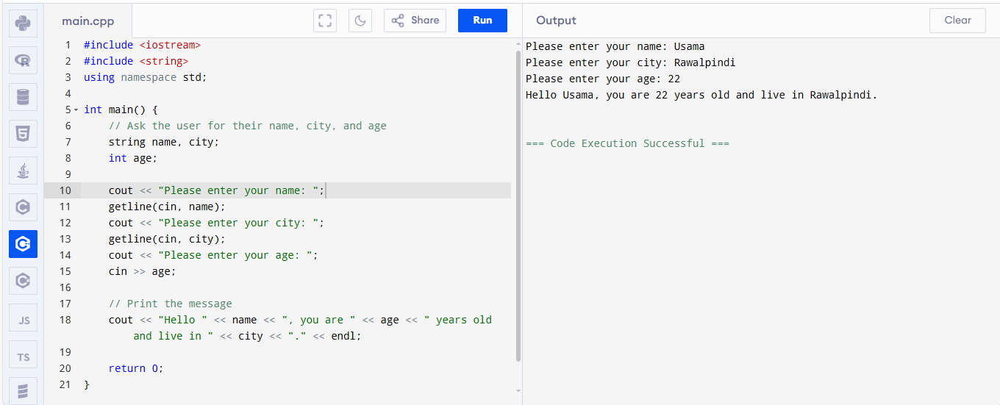 main.cpp
Share
Run
Output
Clear
1 #include <iostream>
2 #include <string>
3 using namespace std;
4
5 int main() {
6 // Ask the user for their name, city, and age
7 string name, city;
8 int age;
9
10 cout << "Please enter your name: ";
11 getline(cin, name);
12 cout << "Please enter your city: ";
13 getline(cin, city);
14 cout << "Please enter your age: ";
15 cin >> age;
16
17 // Print the message
18 cout << "Hello " << name << ", you are " << age << " years old
and live in " << city << "." << endl;
19
20 return 0;
21 }
Please enter your name: Usama
Please enter your city: Rawalpindi
Please enter your age: 22
Hello Usama, you are 22 years old and live in Rawalpindi.
=== Code Execution Successful ===
R
5
C
C
C
JS
TS